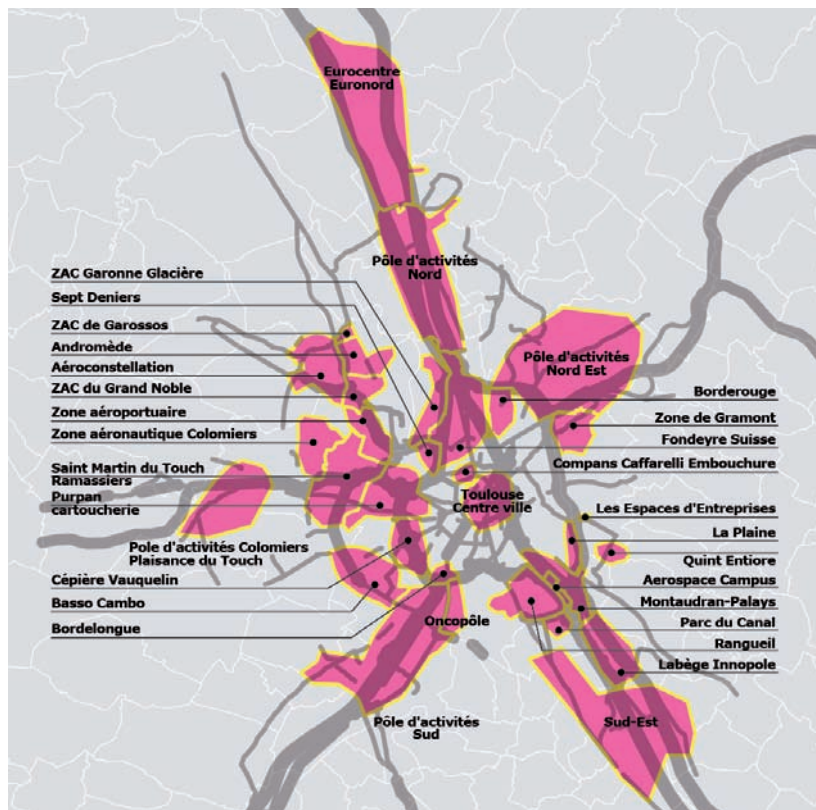 Eurocentre
Euronord
Pôle d'activités
Nord
ZAC Garonne Glacière
Sept Deniers
ZAC de Garossos
Andromède
Aéroconstellation
ZAC du Grand Noble
Zone aéroportuaire
Zone aéronautique Colomiers
Saint Martin du Touch
Ramassiers
Purpan
cartoucherie
Pole d'activités Colomiers
Plaisance du Touch
Cépière Vauquelin
Basso Cambo
Bordelongue
Pôle d'activités
Nord Est
Borderouge
Zone de Gramont
Fondeyre Suisse
Compans Caffarelli Embouchure
Toulouse
Centre ville
Les Espaces d'Entreprises
La Plaine
Quint Entiore
Aerospace Campus
Montaudran-Palays
Parc du Canal
Rangueil
Labège Innopole
Oncopôle
Pôle d'activités
Sud
Sud-Est